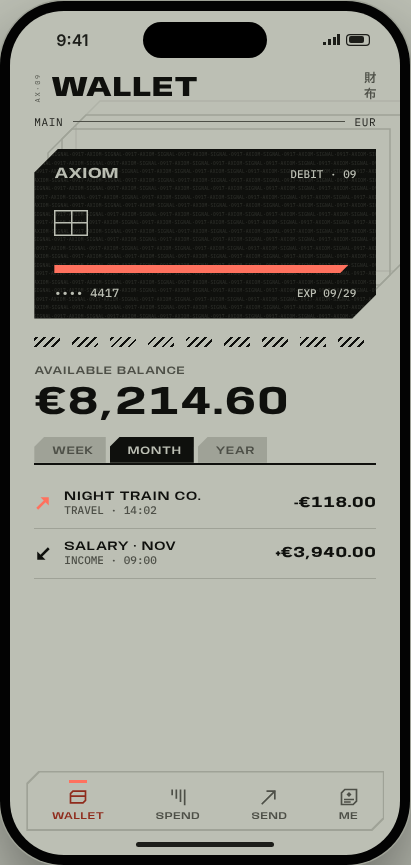 9:41
AX·09
WALLET
財布
MAIN
EUR
AXIOM
DEBIT · 09
•••• 4417
EXP 09/29
AVAILABLE BALANCE
€8,214.60
WEEK MONTH YEAR
NIGHT TRAIN CO.
-€118.00
TRAVEL · 14:02
SALARY · NOV
+€3,940.00
INCOME · 09:00
WALLET SPEND SEND ME